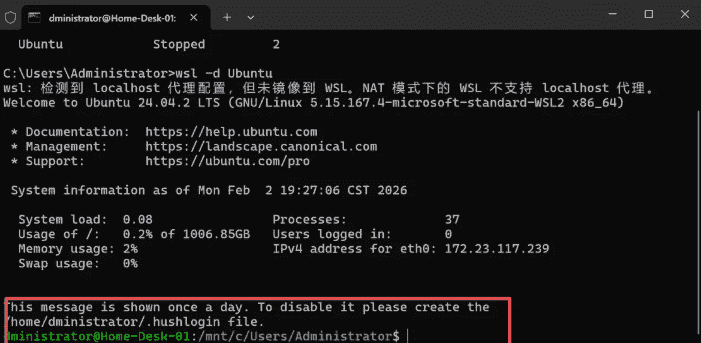 dministrator@Home-Desk-01:
Ubuntu Stopped 2
C:\Users\Administrator>wsl -d Ubuntu
wsl: 检测到 localhost 代理配置，但未镜像到 WSL。NAT 模式下的 WSL 不支持 localhost 代理。
Welcome to Ubuntu 24.04.2 LTS (GNU/Linux 5.15.167.4-microsoft-standard-WSL2 x86_64)
* Documentation: https://help.ubuntu.com
* Management: https://landscape.canonical.com
* Support: https://ubuntu.com/pro
System information as of Mon Feb 2 19:27:06 CST 2026
System load: 0.08 Processes: 37
Usage of /: 0.2% of 1006.85GB Users logged in: 0
Memory usage: 2% IPv4 address for eth0: 172.23.117.239
Swap usage: 0%
This message is shown once a day. To disable it please create the
/home/dministrator/.hushlogin file.
dministrator@Home-Desk-01:/mnt/c/Users/Administrator$